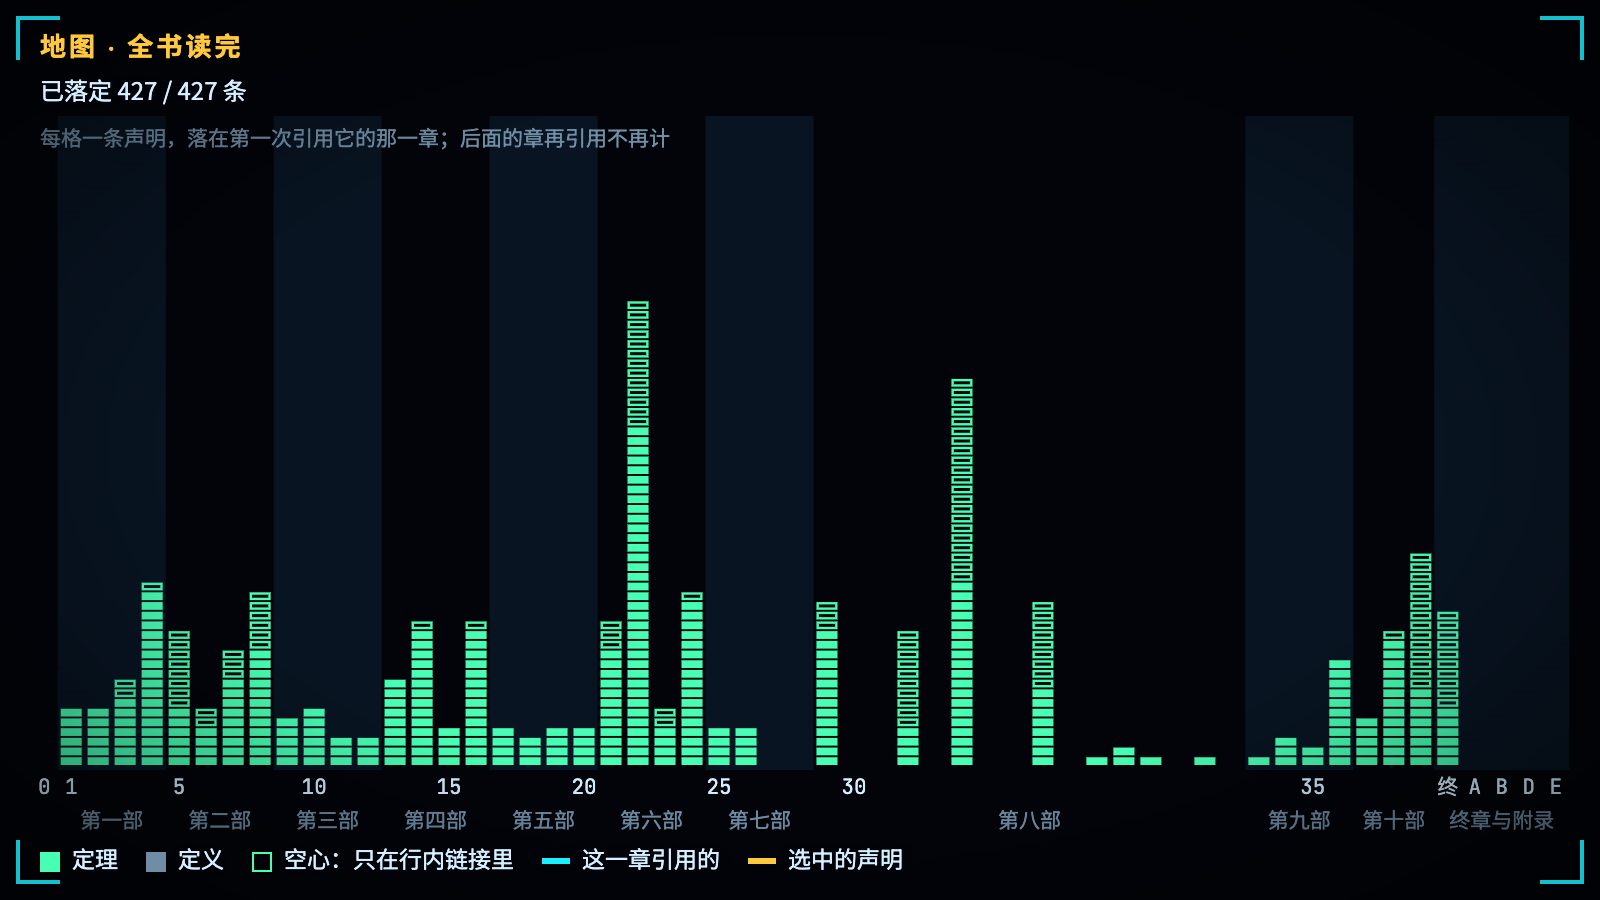 地图 · 全书读完
已落定 427 / 427 条
每格一条声明，落在第一次引用它的那一章；后面的章再引用不再计
0 1 5 10 15 20 25 30 35 终 A B D E
第一部 第二部 第三部 第四部 第五部 第六部 第七部 第八部 第九部 第十部 终章与附录
定理 定义 空心：只在行内链接里 这一章引用的 选中的声明